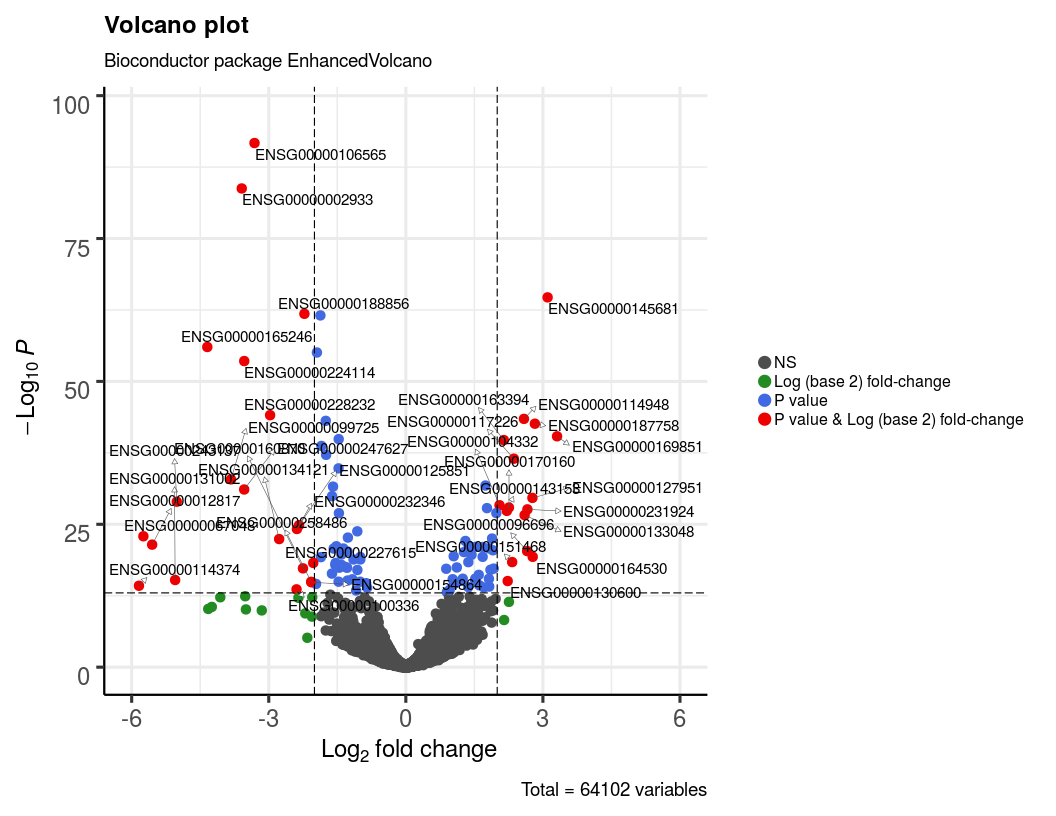 Volcano plot
Bioconductor package EnhancedVolcano
100
75
50
25
0
−Log10 P
ENSG00000106565
ENSG00000002933
ENSG00000188856
ENSG00000145681
ENSG00000165246
ENSG00000224114
ENSG00000228232
ENSG00000163394
ENSG00000114948
ENSG00000099725
ENSG00000117226
ENSG00000187758
ENSG00000247627
ENSG00000169851
ENSG00000170160
ENSG00000134121
ENSG00000125851
ENSG00000127951
ENSG00000012817
ENSG00000232346
ENSG00000231924
ENSG00000258486
ENSG00000096696
ENSG00000133048
ENSG00000227615
ENSG00000151468
ENSG00000114374
ENSG00000164530
ENSG00000154864
ENSG00000130600
ENSG00000100336
-6
-3
0
3
6
Log2 fold change
NS
Log (base 2) fold-change
P value
P value & Log (base 2) fold-change
Total = 64102 variables